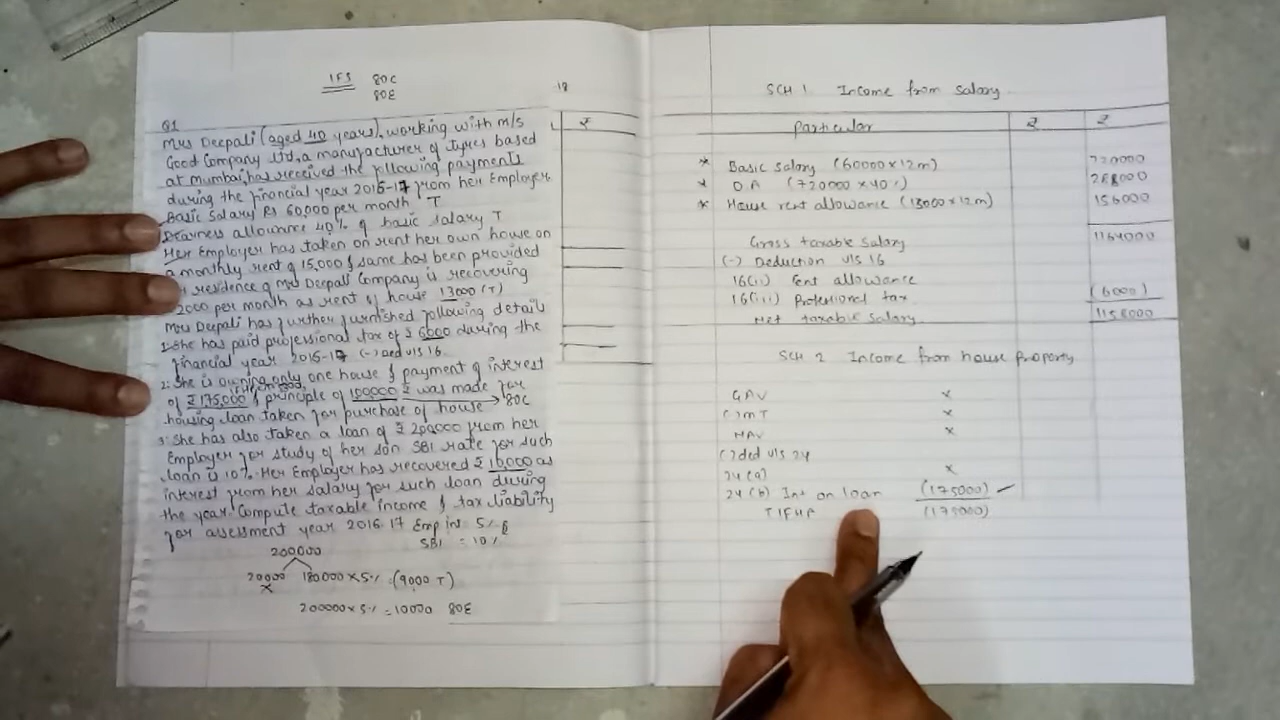 IFS 80C
80E
18
Q1
Mrs Deepali (aged 40 years), working with m/s
Good Company Ltd, a manufacturer of tyres based
at mumbai, has received the following payments
during the financial year 2016-17 from her Employer.
Basic Salary Rs 60,000 per month T
Dearness allowance 40% of basic salary T
Her Employer has taken on rent her own house on
a monthly rent of 15,000 & same has been provided
residence of Mrs Deepali Company is recovering
2000 per month as rent of house 13000 (T)
Mrs Deepali has further furnished following details
1. She has paid professional tax of ₹ 6000 during the
financial year 2016-17 (-) ded u/s 16
2. She is owning only one house & payment of interest
of ₹ 175,000 & principle of 100000 ₹ was made for
housing loan taken for purchase of house → 80C
3. She has also taken a loan of ₹ 200000 from her
Employer for study of her son SBI rate for such
loan is 10%. Her Employer has recovered ₹ 10,000 as
interest from her salary for such loan during
the year. Compute taxable income & tax liability
for assessment year 2016-17 Emp int 5%
SBI = 10%
200000
20000 180000 x 5% = (9000 T)
x
200000 x 5% = 10000 80E
₹
SCH 1 Income from salary
Particular ₹ ₹
* Basic salary (60000 x 12m) 720000
* DA (720000 x 40%) 288000
* House rent allowance (13000 x 12m) 156000
Gross taxable salary 1164000
(-) Deduction u/s 16
16(ii) Ent allowance
16(iii) Profesional tax (6000)
Net taxable salary 1158000
SCH 2 Income from house Property
GAV x
(-) MT x
NAV x
(-) ded u/s 24
24(a) x
24(b) Int on loan (175000)
TIFHP (175000)